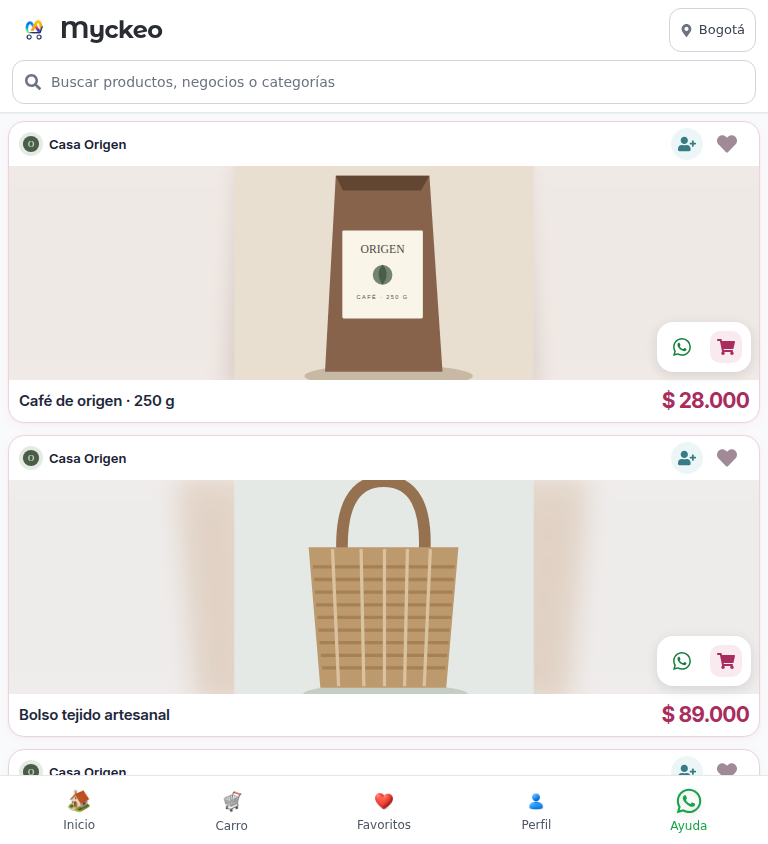 Myckeo
Bogotá
Buscar productos, negocios o categorías
O
Casa Origen
ORIGEN
CAFÉ · 250 G
Café de origen · 250 g
$ 28.000
O
Casa Origen
Bolso tejido artesanal
$ 89.000
Casa Origen
Inicio
Carro
Favoritos
Perfil
Ayuda